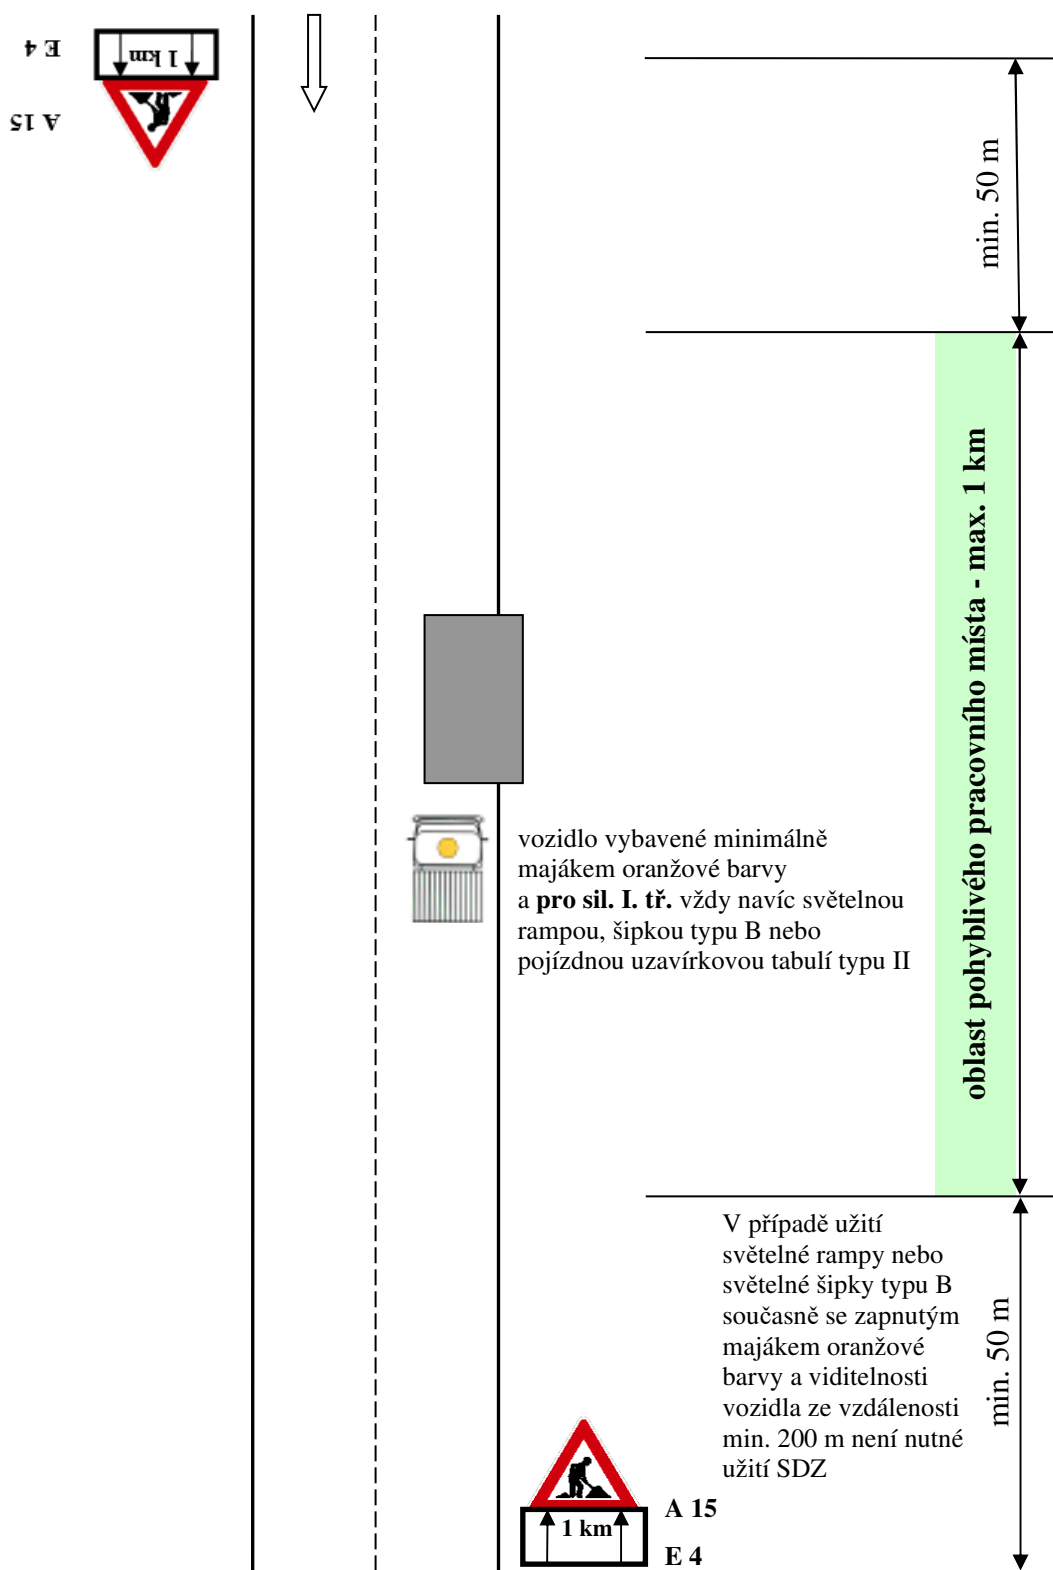 E 4
1 km
A 15
min. 50 m
oblast pohyblivého pracovního místa - max. 1 km
vozidlo vybavené minimálně
majákem oranžové barvy
a pro sil. I. tř. vždy navíc světelnou
rampou, šipkou typu B nebo
pojízdnou uzavírkovou tabulí typu II
V případě užití
světelné rampy nebo
světelné šipky typu B
současně se zapnutým
majákem oranžové
barvy a viditelnosti
vozidla ze vzdálenosti
min. 200 m není nutné
užití SDZ
min. 50 m
A 15
1 km
E 4